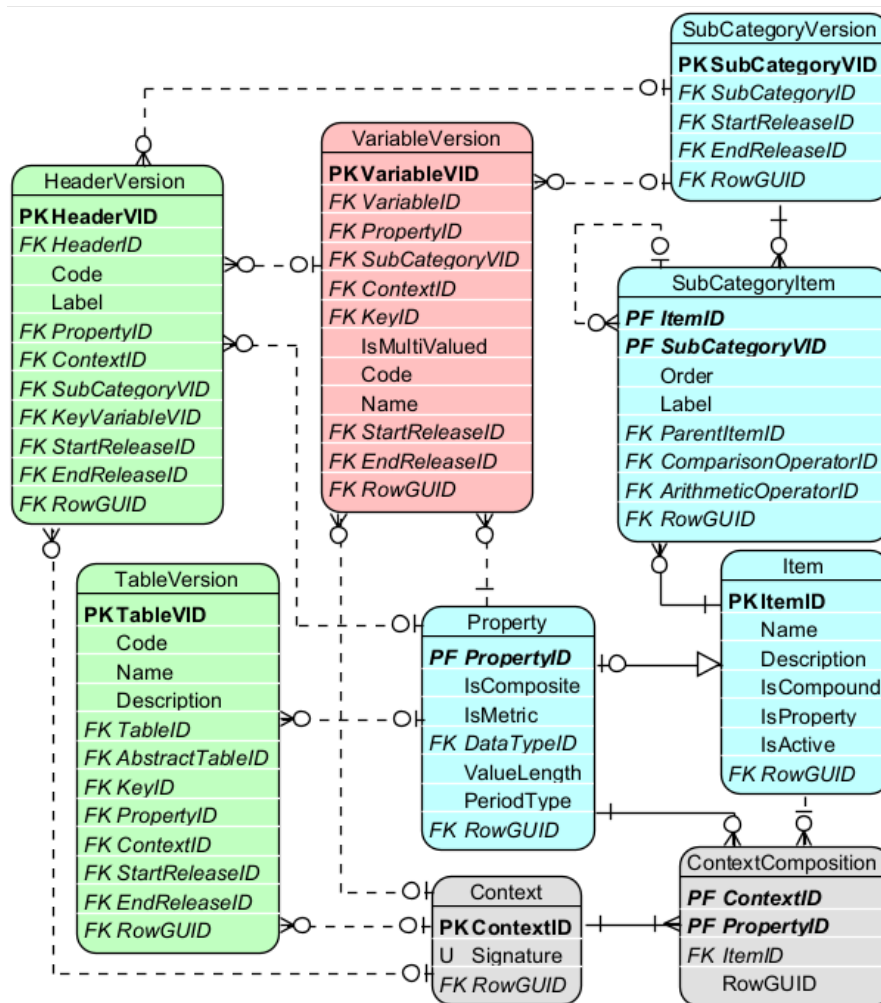 SubCategoryVersion
PK SubCategoryVID
FK SubCategoryID
FK StartReleaseID
FK EndReleaseID
FK RowGUID
VariableVersion
PK VariableVID
FK VariableID
FK PropertyID
FK SubCategoryVID
FK ContextID
FK KeyID
IsMultiValued
Code
Name
FK StartReleaseID
FK EndReleaseID
FK RowGUID
HeaderVersion
PK HeaderVID
FK HeaderID
Code
Label
FK PropertyID
FK ContextID
FK SubCategoryVID
FK KeyVariableVID
FK StartReleaseID
FK EndReleaseID
FK RowGUID
SubCategoryItem
PF ItemID
PF SubCategoryVID
Order
Label
FK ParentItemID
FK ComparisonOperatorID
FK ArithmeticOperatorID
FK RowGUID
TableVersion
PK TableVID
Code
Name
Description
FK TableID
FK AbstractTableID
FK KeyID
FK PropertyID
FK ContextID
FK StartReleaseID
FK EndReleaseID
FK RowGUID
Property
PF PropertyID
IsComposite
IsMetric
FK DataTypeID
ValueLength
PeriodType
FK RowGUID
Item
PK ItemID
Name
Description
IsCompound
IsProperty
IsActive
FK RowGUID
Context
PK ContextID
U Signature
FK RowGUID
ContextComposition
PF ContextID
PF PropertyID
FK ItemID
RowGUID